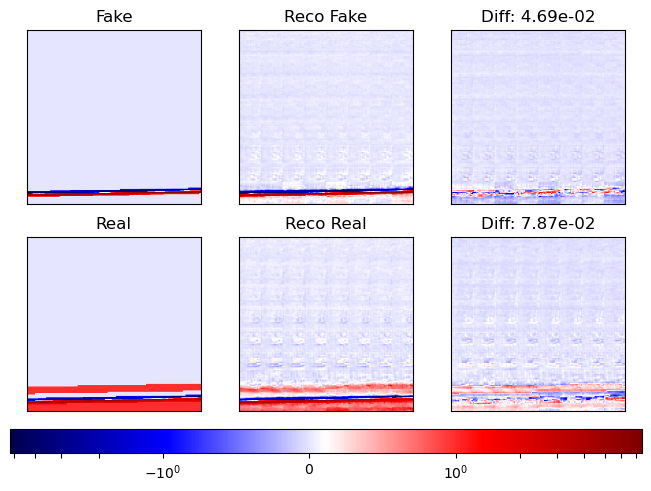 Fake Reco Fake Diff: 4.69e-02
Real Reco Real Diff: 7.87e-02
−10⁰ 0 10⁰